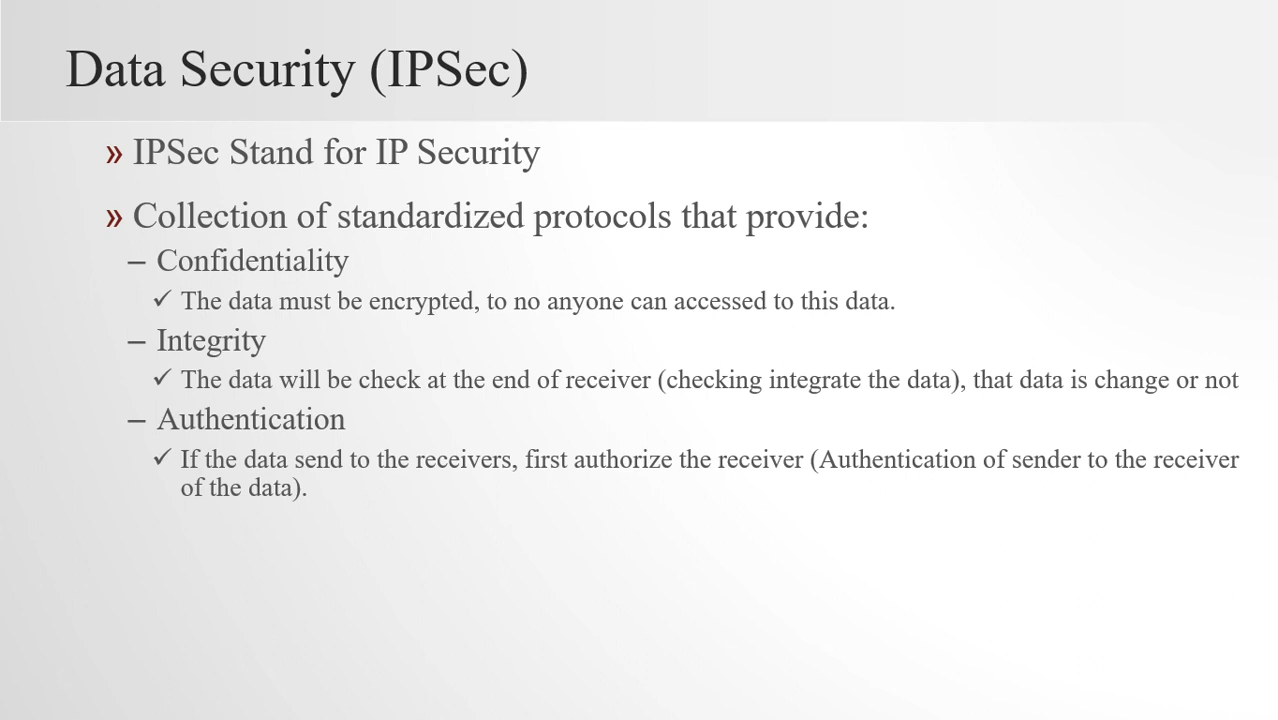 Data Security (IPSec)
» IPSec Stand for IP Security
» Collection of standardized protocols that provide:
– Confidentiality
✓ The data must be encrypted, to no anyone can accessed to this data.
– Integrity
✓ The data will be check at the end of receiver (checking integrate the data), that data is change or not
– Authentication
✓ If the data send to the receivers, first authorize the receiver (Authentication of sender to the receiver
of the data).